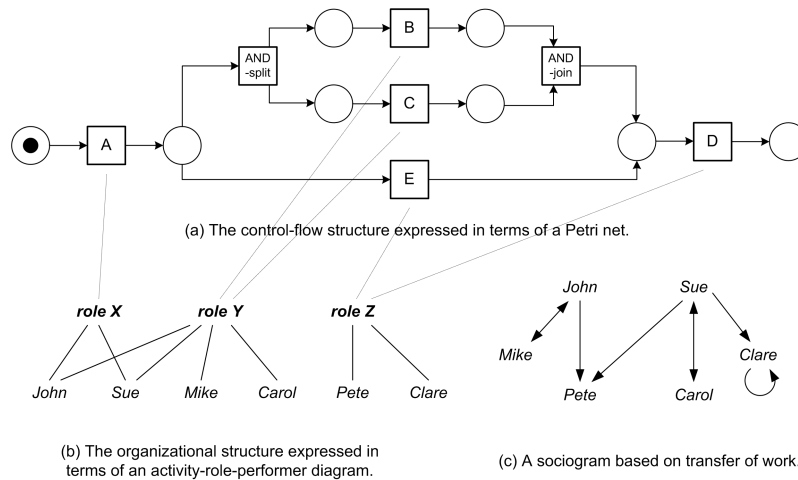 B
AND
-split
AND
-join
C
A
D
E
(a) The control-flow structure expressed in terms of a Petri net.
role X
role Y
role Z
John
Sue
Mike
Carol
Pete
Clare
(b) The organizational structure expressed in
terms of an activity-role-performer diagram.
John
Sue
Mike
Clare
Pete
Carol
(c) A sociogram based on transfer of work